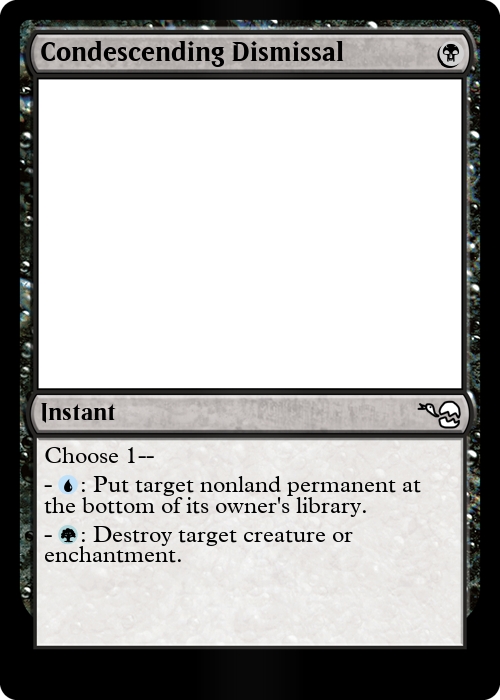 Condescending Dismissal
Instant
Choose 1--
- : Put target nonland permanent at
the bottom of its owner's library.
- : Destroy target creature or
enchantment.